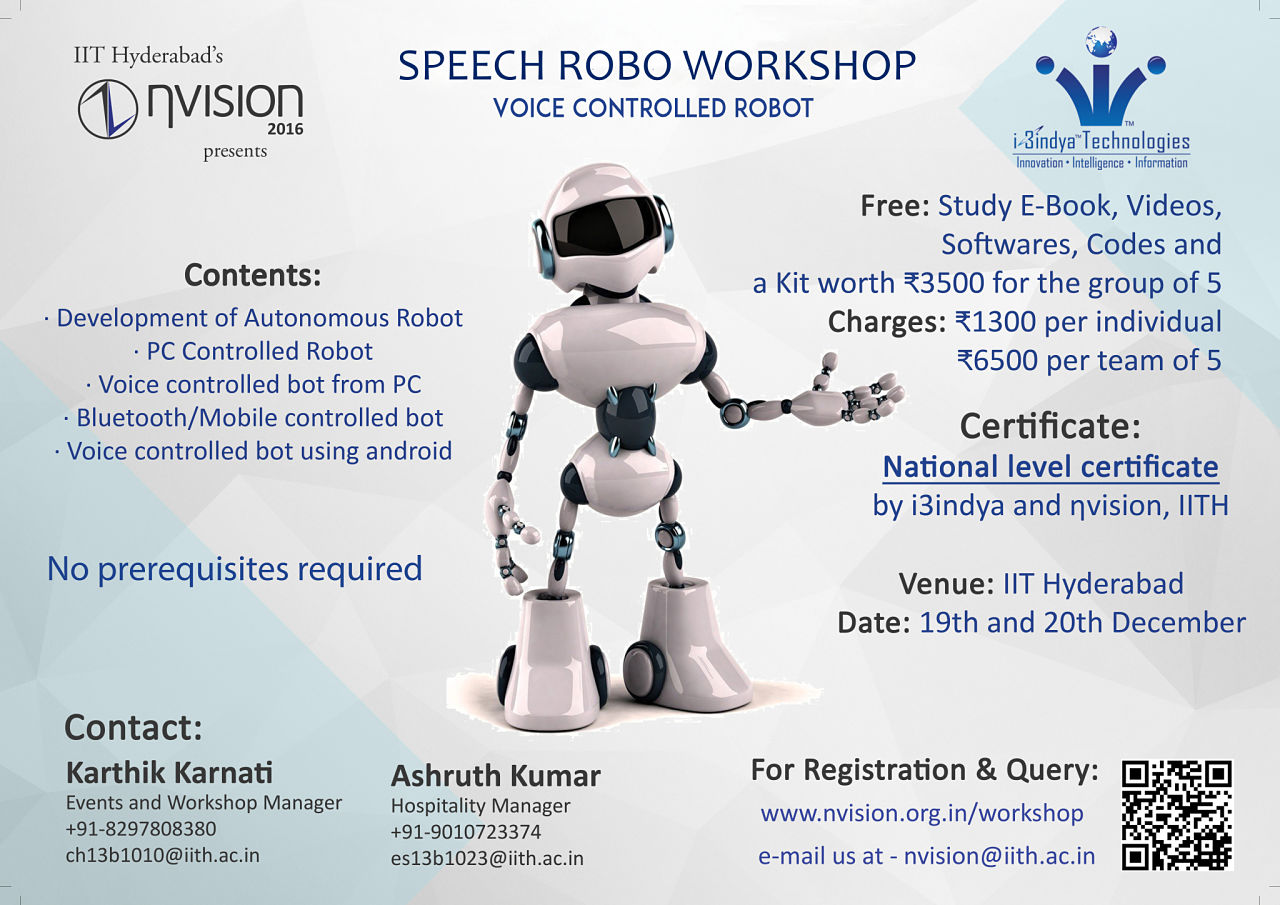 IIT Hyderabad's
ηvision
2016
presents
SPEECH ROBO WORKSHOP
VOICE CONTROLLED ROBOT
i3indya™Technologies
Innovation • Intelligence • Information
TM
Contents:
· Development of Autonomous Robot
· PC Controlled Robot
· Voice controlled bot from PC
· Bluetooth/Mobile controlled bot
· Voice controlled bot using android
No prerequisites required
Free: Study E-Book, Videos,
Softwares, Codes and
a Kit worth ₹3500 for the group of 5
Charges: ₹1300 per individual
₹6500 per team of 5
Certificate:
National level certificate
by i3indya and ηvision, IITH
Venue: IIT Hyderabad
Date: 19th and 20th December
Contact:
Karthik Karnati
Events and Workshop Manager
+91-8297808380
ch13b1010@iith.ac.in
Ashruth Kumar
Hospitality Manager
+91-9010723374
es13b1023@iith.ac.in
For Registration & Query:
www.nvision.org.in/workshop
e-mail us at - nvision@iith.ac.in